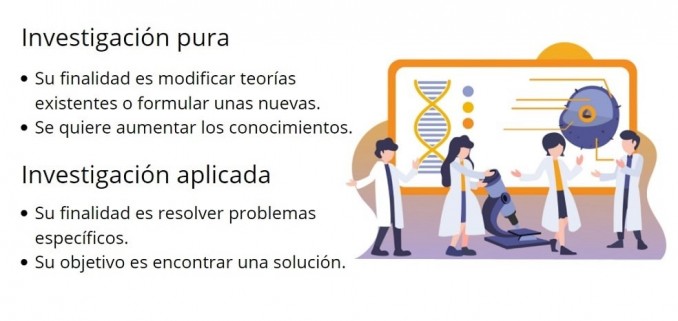 Investigación pura
• Su finalidad es modificar teorías
existentes o formular unas nuevas.
• Se quiere aumentar los conocimientos.
Investigación aplicada
• Su finalidad es resolver problemas
específicos.
• Su objetivo es encontrar una solución.